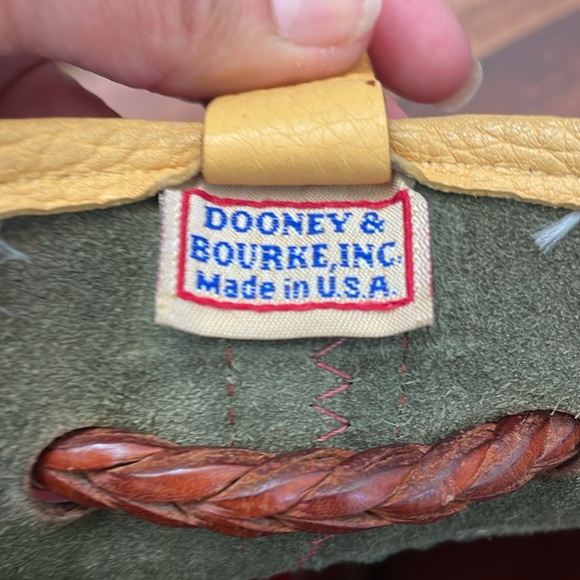 DOONEY &
BOURKE, INC.
Made in U.S.A.